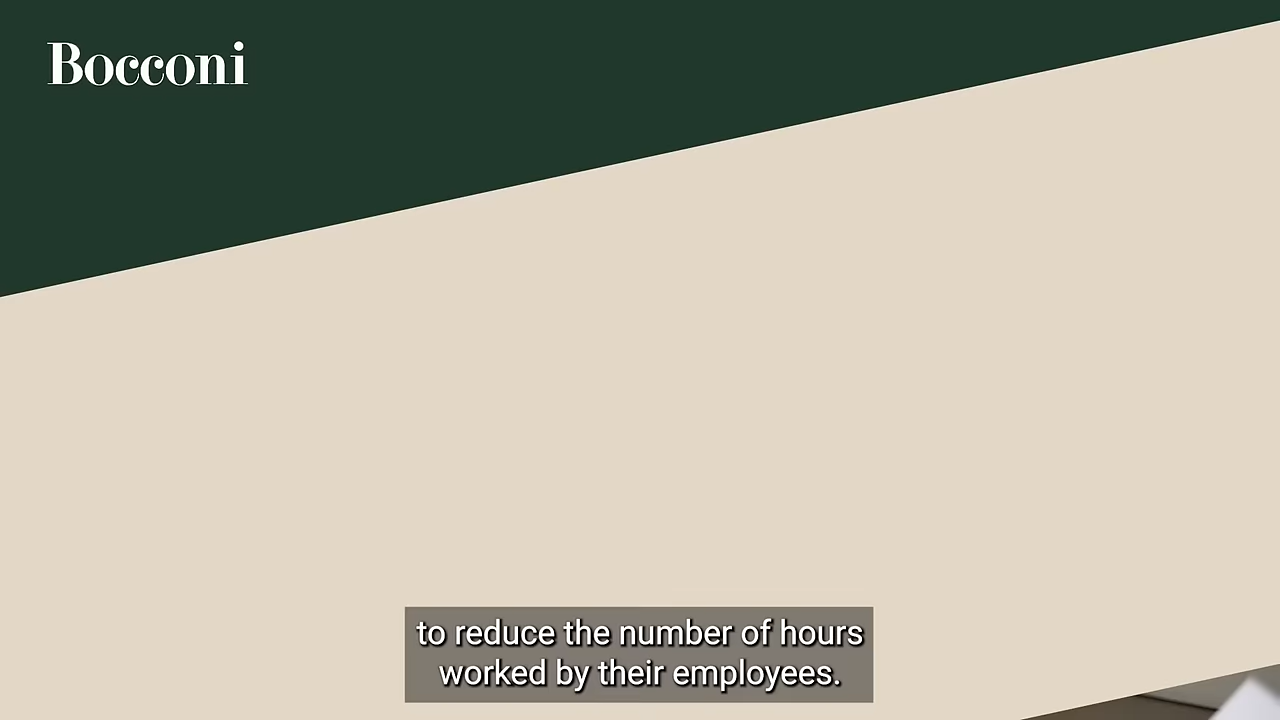 Bocconi
to reduce the number of hours
worked by their employees.